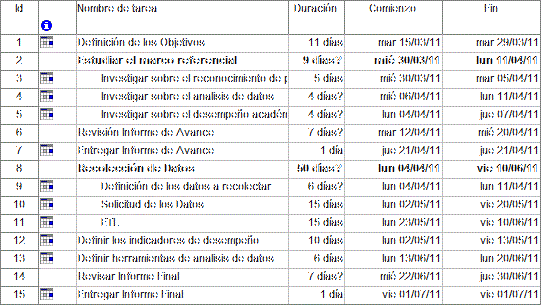 Id Nombre de tarea Duración Comienzo Fin
1 Definición de los Objetivos 11 días mar 15/03/11 mar 29/03/11
2 Estudiar el marco referencial 9 días? mié 30/03/11 lun 11/04/11
3 Investigar sobre el reconocimiento de p 5 días mié 30/03/11 mar 05/04/11
4 Investigar sobre el analisis de datos 4 días? mié 06/04/11 lun 11/04/11
5 Investigar sobre el desempeño acadén 4 días? lun 04/04/11 jue 07/04/11
6 Revisión Informe de Avance 7 días? mar 12/04/11 mié 20/04/11
7 Entregar Informe de Avance 1 día jue 21/04/11 jue 21/04/11
8 Recolección de Datos 50 días? lun 04/04/11 vie 10/06/11
9 Definición de los datos a recolectar 6 días? lun 04/04/11 lun 11/04/11
10 Solicitud de los Datos 15 días lun 02/05/11 vie 20/05/11
11 ETL 15 días lun 23/05/11 vie 10/06/11
12 Definir los indicadores de desempeño 10 días lun 02/05/11 vie 13/05/11
13 Definir herramientas de analisis de datos 6 días lun 13/06/11 lun 20/06/11
14 Revisar Informe Final 7 días? mié 22/06/11 jue 30/06/11
15 Entregar Informe Final 1 día vie 01/07/11 vie 01/07/11